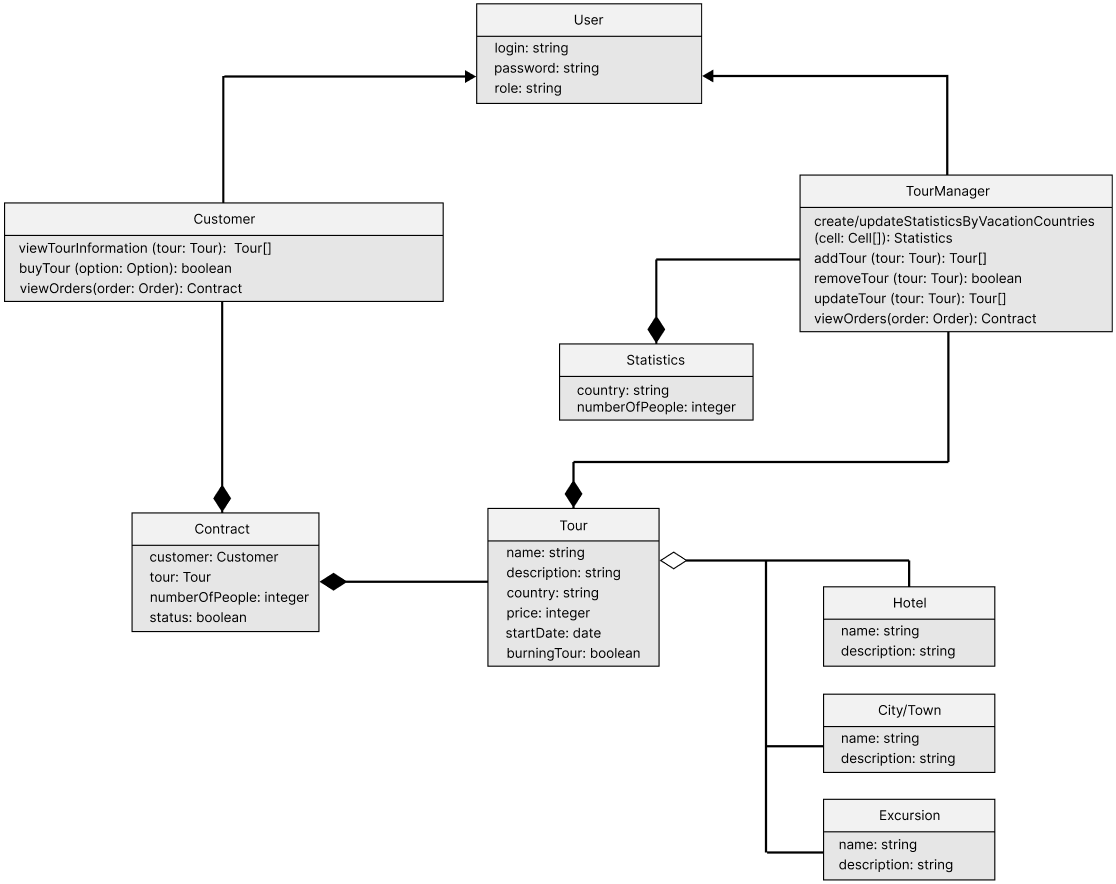 User
login: string
password: string
role: string
Customer
viewTourInformation (tour: Tour):  Tour[]
buyTour (option: Option): boolean
viewOrders(order: Order): Contract
TourManager
create/updateStatisticsByVacationCountries
(cell: Cell[]): Statistics
addTour (tour: Tour): Tour[]
removeTour (tour: Tour): boolean
updateTour (tour: Tour): Tour[]
viewOrders(order: Order): Contract
Statistics
country: string
numberOfPeople: integer
Contract
customer: Customer
tour: Tour
numberOfPeople: integer
status: boolean
Tour
name: string
description: string
country: string
price: integer
startDate: date
burningTour: boolean
Hotel
name: string
description: string
City/Town
name: string
description: string
Excursion
name: string
description: string